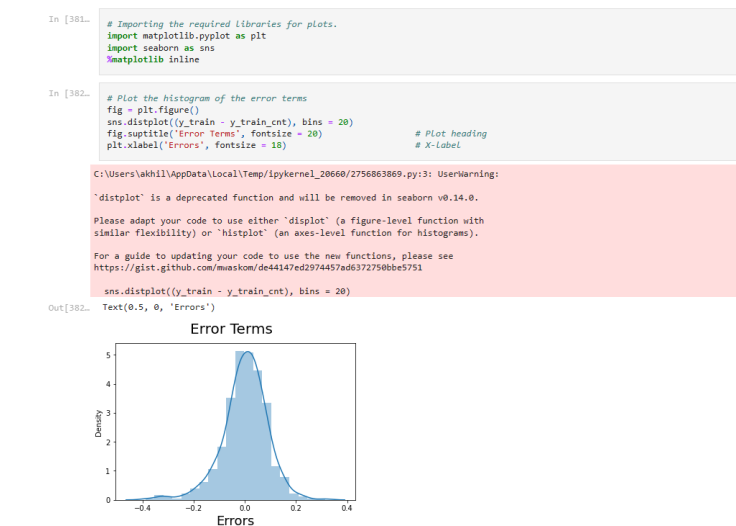 In [381…
# Importing the required libraries for plots.
import matplotlib.pyplot as plt
import seaborn as sns
%matplotlib inline
In [382…
# Plot the histogram of the error terms
fig = plt.figure()
sns.distplot((y_train - y_train_cnt), bins = 20)
fig.suptitle('Error Terms', fontsize = 20) # Plot heading
plt.xlabel('Errors', fontsize = 18) # X-label
C:\Users\akhil\AppData\Local\Temp/ipykernel_20660/2756863869.py:3: UserWarning:
`distplot` is a deprecated function and will be removed in seaborn v0.14.0.
Please adapt your code to use either `displot` (a figure-level function with
similar flexibility) or `histplot` (an axes-level function for histograms).
For a guide to updating your code to use the new functions, please see
https://gist.github.com/mwaskom/de44147ed2974457ad6372750bbe5751
sns.distplot((y_train - y_train_cnt), bins = 20)
Out[382… Text(0.5, 0, 'Errors')
Error Terms
5
4
3
2
1
0
Density
−0.4 −0.2 0.0 0.2 0.4
Errors